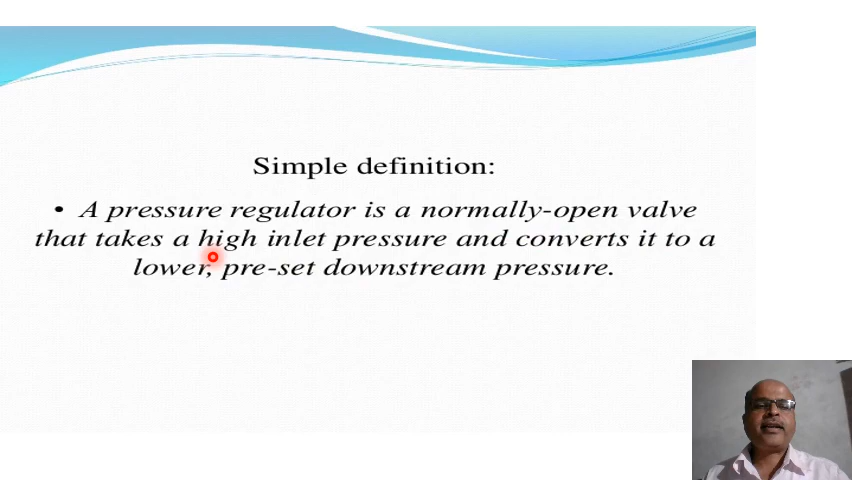 Simple definition:
• A pressure regulator is a normally-open valve
that takes a high inlet pressure and converts it to a
lower, pre-set downstream pressure.